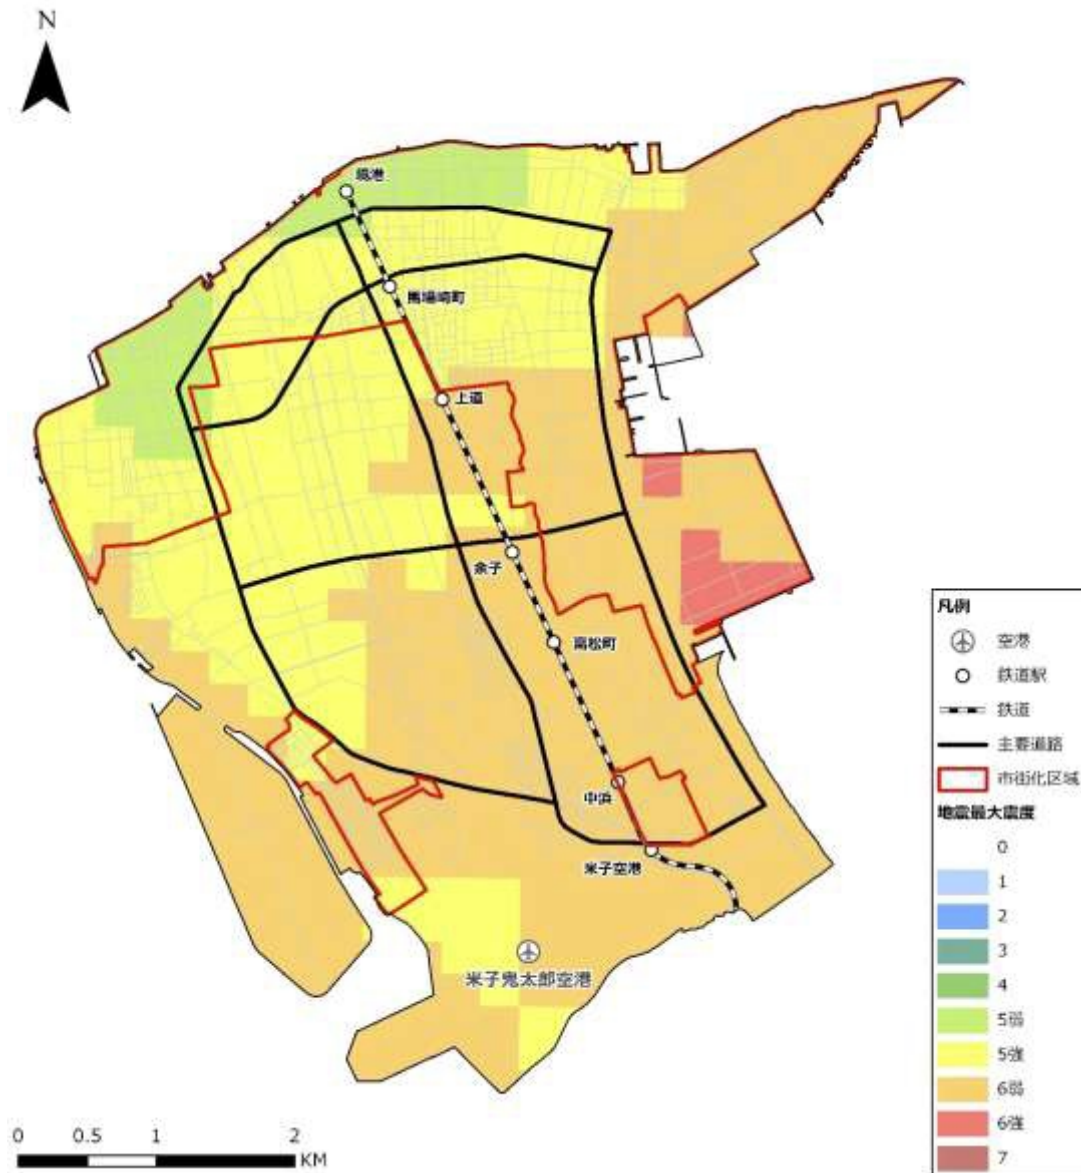 N
境港
馬場崎町
上道
余子
高松町
中浜
米子空港
米子鬼太郎空港
凡例
空港
鉄道駅
鉄道
主要道路
市街化区域
地震最大震度
0
1
2
3
4
5弱
5強
6弱
6強
7
0 0.5 1 2
KM